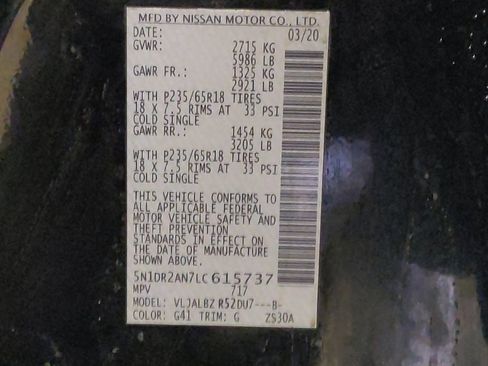 MFD BY NISSAN MOTOR CO., LTD.
DATE: 03/20
GVWR: 2715 KG
5986 LB
GAWR FR.: 1325 KG
2921 LB
WITH P235/65R18 TIRES
18 X 7.5 RIMS AT 33 PSI
COLD SINGLE
GAWR RR.: 1454 KG
3205 LB
WITH P235/65R18 TIRES
18 X 7.5 RIMS AT 33 PSI
COLD SINGLE
THIS VEHICLE CONFORMS TO
ALL APPLICABLE FEDERAL
MOTOR VEHICLE SAFETY AND
THEFT PREVENTION
STANDARDS IN EFFECT ON
THE DATE OF MANUFACTURE
SHOWN ABOVE.
5N1DR2AN7LC615737
MPV 717
MODEL: VLJALBZ R52DU7---B-
COLOR: G41 TRIM: G ZS30A